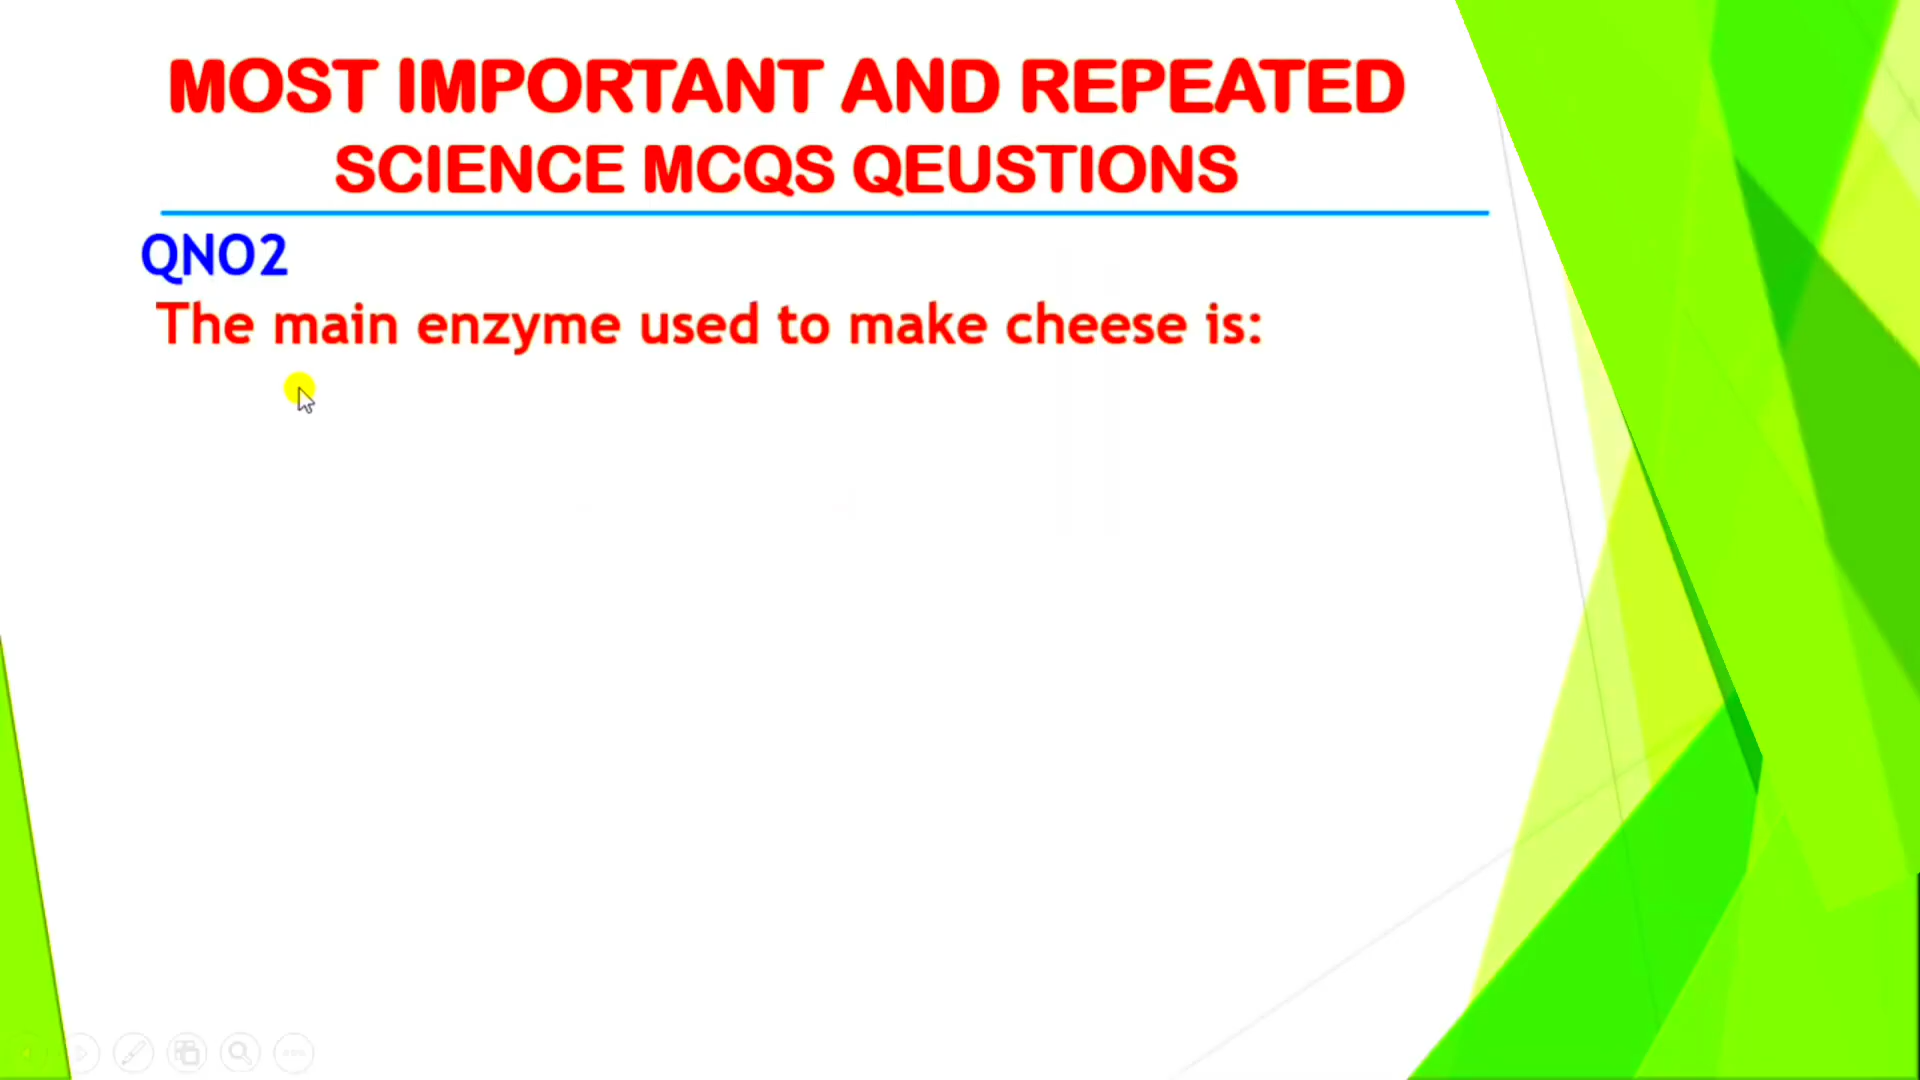 MOST IMPORTANT AND REPEATED
SCIENCE MCQS QEUSTIONS
QNO2
The main enzyme used to make cheese is: